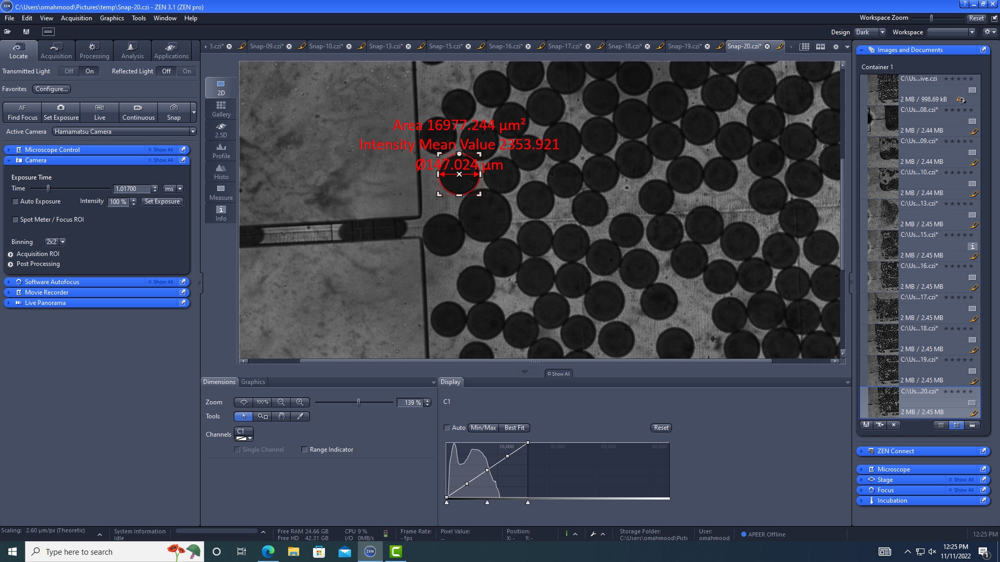 C:\Users\omahmood\Pictures\temp\Snap-20.czi - ZEN 3.1 (ZEN pro)
File Edit View Acquisition Graphics Tools Window Help
Workspace Zoom Reset
Design Dark Workspace
Locate Acquisition Processing Analysis Applications
3.czi* Snap-09.czi* Snap-10.czi* Snap-13.czi* Snap-15.czi* Snap-16.czi* Snap-17.czi* Snap-18.czi* Snap-19.czi* Snap-20.czi*
Transmitted Light Off On Reflected Light Off On
Favorites Configure...
AF
Find Focus Set Exposure Live Continuous Snap
Active Camera Hamamatsu Camera
Microscope Control Show All
Camera Show All
Exposure Time
Time 1.01700 ms
Auto Exposure Intensity 100 % Set Exposure
Spot Meter / Focus ROI
Binning 2x2
Acquisition ROI
Post Processing
Software Autofocus Show All
Movie Recorder
Live Panorama
2D
Gallery
2.5D
Profile
Histo
Measure
Info
Area 16977.244 µm²
Intensity Mean Value 2353.921
Ø147.024 µm
Show All
Dimensions Graphics
Zoom 100% 139 %
Tools
Channels C1
Single Channel Range Indicator
Display
C1
Auto Min/Max Best Fit Reset
15,000 30,000 45,000 60,000
Images and Documents
Container 1
C:\Us...ive.czi
2 MB / 998.69 kB
C:\Us...08.czi*
2 MB / 2.44 MB
C:\Us...09.czi*
2 MB / 2.44 MB
C:\Us...10.czi*
2 MB / 2.44 MB
C:\Us...13.czi*
2 MB / 2.45 MB
C:\Us...15.czi*
2 MB / 2.45 MB
C:\Us...16.czi*
2 MB / 2.45 MB
C:\Us...17.czi*
2 MB / 2.45 MB
C:\Us...18.czi*
2 MB / 2.45 MB
C:\Us...19.czi*
2 MB / 2.45 MB
C:\Us...20.czi*
2 MB / 2.45 MB
ZEN Connect
Microscope
Stage Show All
Focus Show All
Incubation
Scaling: 2.60 µm/px (Theoretic)
System Information:
Idle
Free RAM 24.66 GB
Free HD 42.31 GB
CPU 9 %
I/O 0MB/s
Frame Rate:
- fps
Pixel Value:
--
Position:
X: - Y: -
Storage Folder:
C:\Users\omahmood\Pictu
User:
omahmood
APEER Offline
12:25 PM
Type here to search
ZEN
12:25 PM
11/11/2022
1